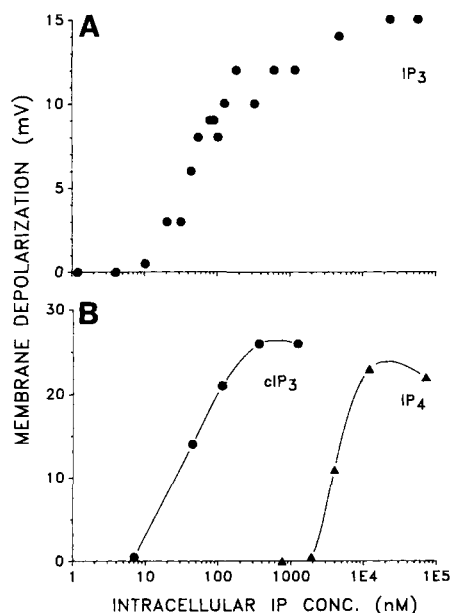 A
15
10
5
0
IP3
MEMBRANE DEPOLARIZATION (mV)
B
30
20
10
0
cIP3
IP4
1 10 100 1000 1E4 1E5
INTRACELLULAR IP CONC. (nM)